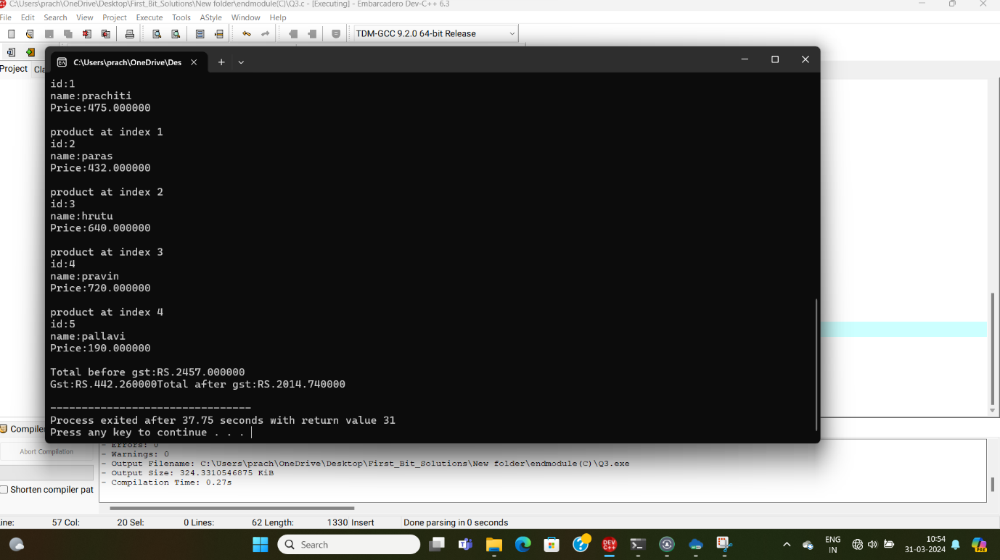 C:\Users\prach\OneDrive\Desktop\First_Bit_Solutions\New folder\endmodule(C)\Q3.c - [Executing] - Embarcadero Dev-C++ 6.3
File Edit Search View Project Execute Tools AStyle Window Help
TDM-GCC 9.2.0 64-bit Release
Project Cla
C:\Users\prach\OneDrive\Des
id:1
name:prachiti
Price:475.000000
product at index 1
id:2
name:paras
Price:432.000000
product at index 2
id:3
name:hrutu
Price:640.000000
product at index 3
id:4
name:pravin
Price:720.000000
product at index 4
id:5
name:pallavi
Price:190.000000
Total before gst:RS.2457.000000
Gst:RS.442.260000Total after gst:RS.2014.740000
--------------------------------
Process exited after 37.75 seconds with return value 31
Press any key to continue . . .
Compiler
Abort Compilation
Shorten compiler pat
- Errors: 0
- Warnings: 0
- Output Filename: C:\Users\prach\OneDrive\Desktop\First_Bit_Solutions\New folder\endmodule(C)\Q3.exe
- Output Size: 324.3310546875 KiB
- Compilation Time: 0.27s
ine: 57 Col: 20 Sel: 0 Lines: 62 Length: 1330 Insert Done parsing in 0 seconds
Search
DEV C++
ENG
IN
10:54
31-03-2024
PRE